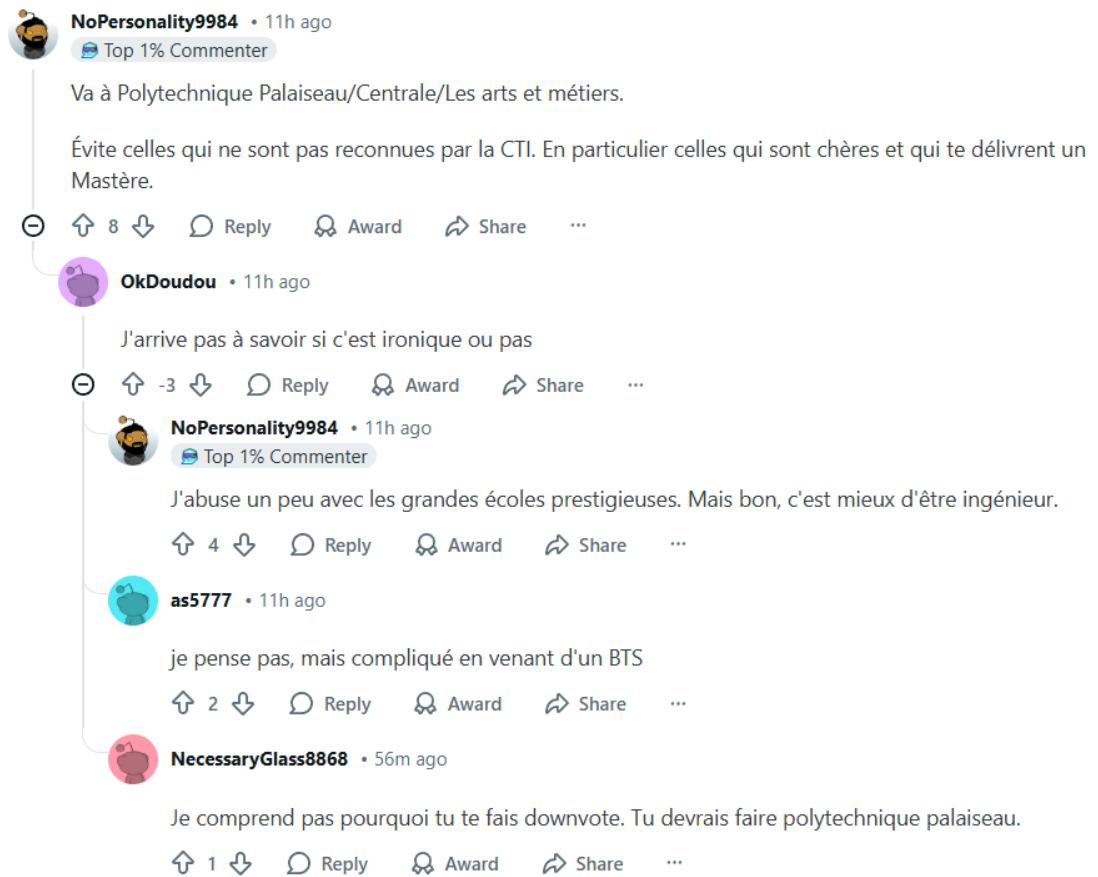 NoPersonality9984 • 11h ago
Top 1% Commenter
Va à Polytechnique Palaiseau/Centrale/Les arts et métiers.
Évite celles qui ne sont pas reconnues par la CTI. En particulier celles qui sont chères et qui te délivrent un
Mastère.
8 Reply Award Share ...
OkDoudou • 11h ago
J'arrive pas à savoir si c'est ironique ou pas
-3 Reply Award Share ...
NoPersonality9984 • 11h ago
Top 1% Commenter
J'abuse un peu avec les grandes écoles prestigieuses. Mais bon, c'est mieux d'être ingénieur.
4 Reply Award Share ...
as5777 • 11h ago
je pense pas, mais compliqué en venant d'un BTS
2 Reply Award Share ...
NecessaryGlass8868 • 56m ago
Je comprend pas pourquoi tu te fais downvote. Tu devrais faire polytechnique palaiseau.
1 Reply Award Share ...